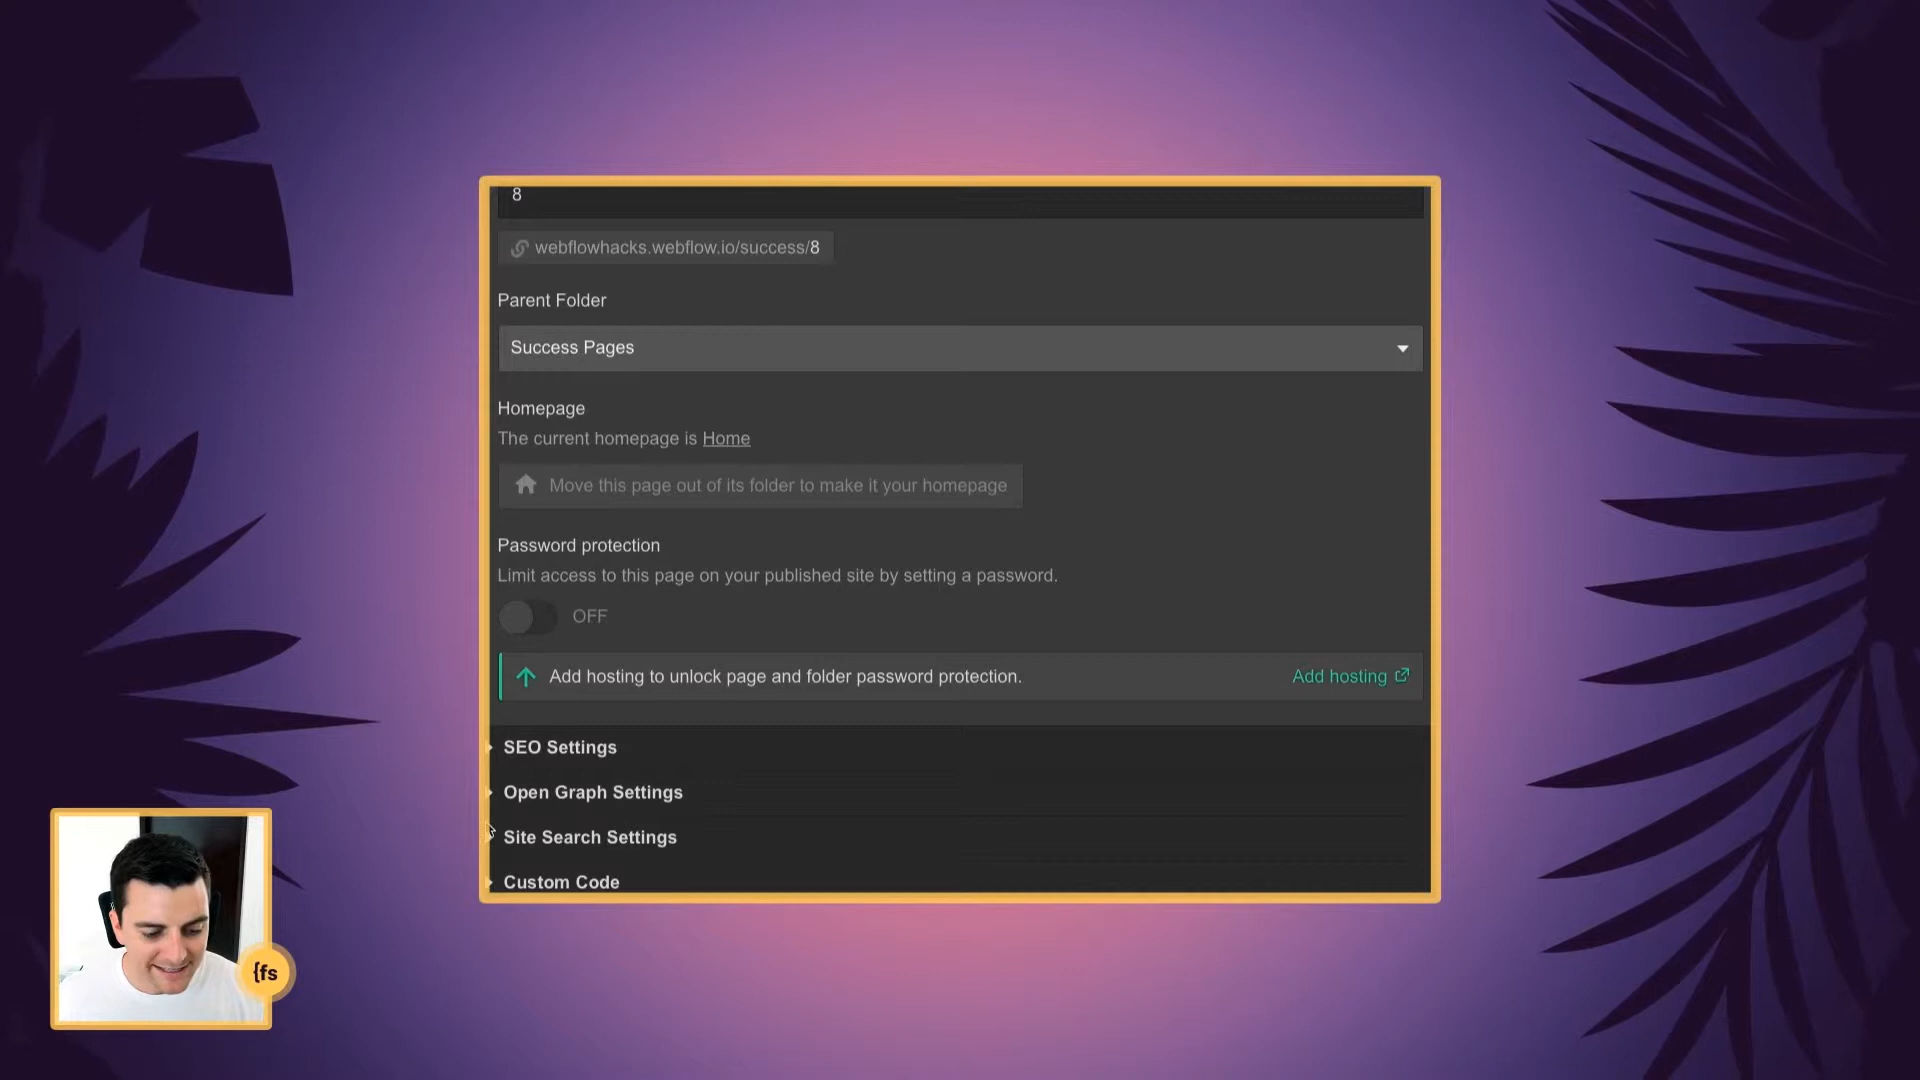 8
webflowhacks.webflow.io/success/8
Parent Folder
Success Pages
Homepage
The current homepage is Home
Move this page out of its folder to make it your homepage
Password protection
Limit access to this page on your published site by setting a password.
OFF
Add hosting to unlock page and folder password protection.
Add hosting
SEO Settings
Open Graph Settings
Site Search Settings
Custom Code
{fs